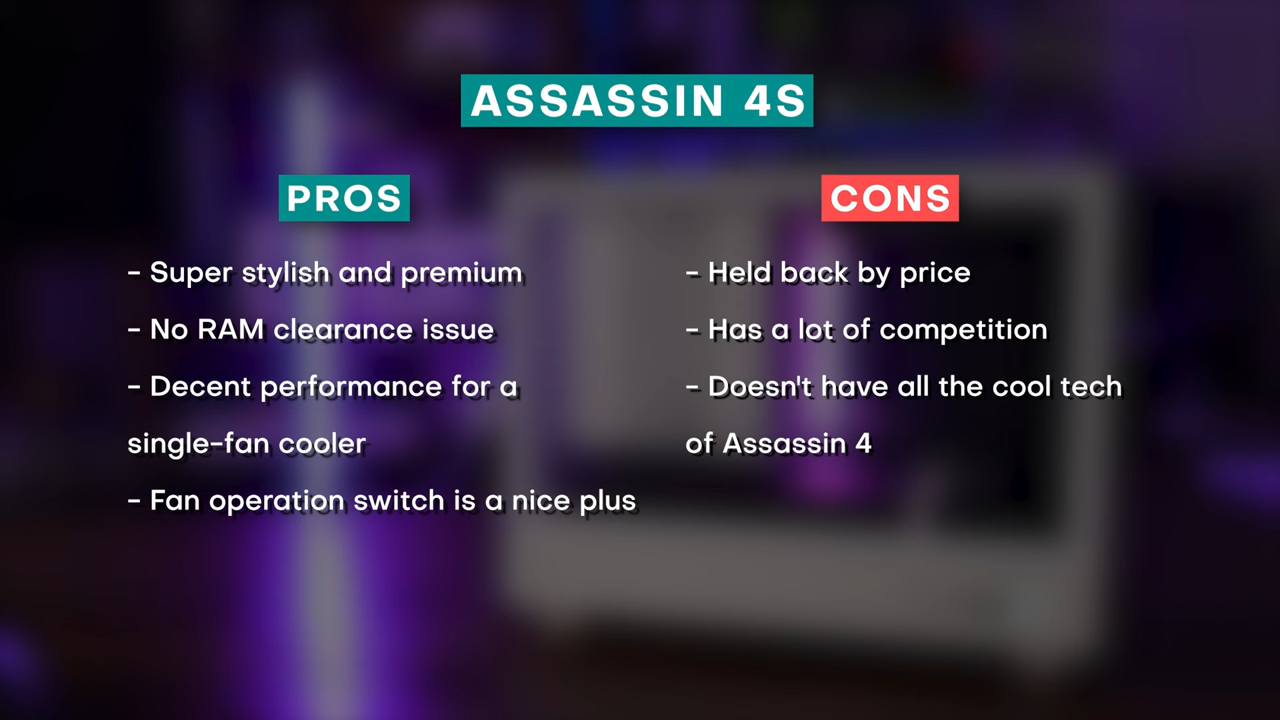 ASSASSIN 4S
PROS
- Super stylish and premium
- No RAM clearance issue
- Decent performance for a
single-fan cooler
- Fan operation switch is a nice plus
CONS
- Held back by price
- Has a lot of competition
- Doesn't have all the cool tech
of Assassin 4